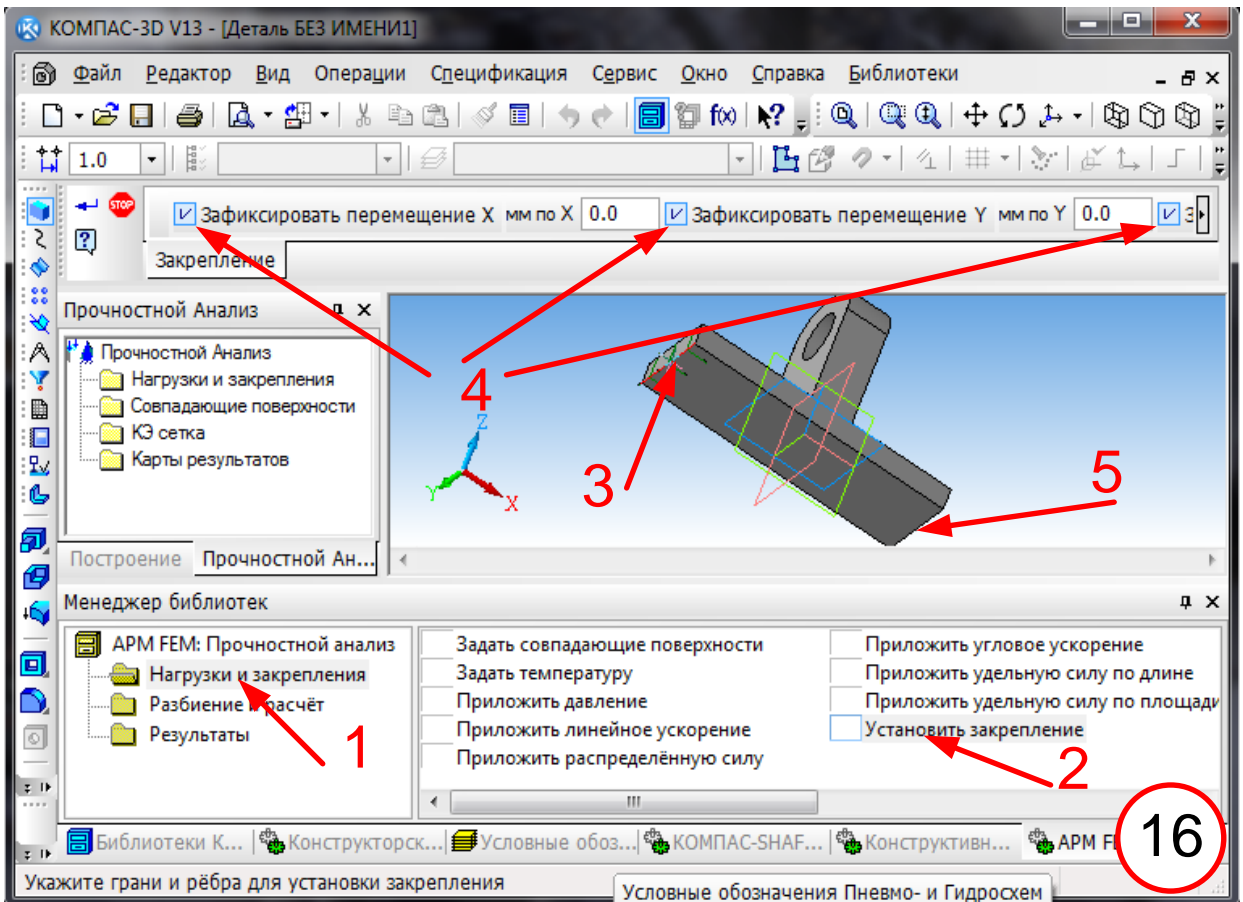 КОМПАС-3D V13 - [Деталь БЕЗ ИМЕНИ1]
Файл Редактор Вид Операции Спецификация Сервис Окно Справка Библиотеки
f(x)
1.0
STOP
Зафиксировать перемещение X мм по X 0.0 Зафиксировать перемещение Y мм по Y 0.0
Закрепление
Прочностной Анализ
Прочностной Анализ
Нагрузки и закрепления
Совпадающие поверхности
КЭ сетка
Карты результатов
4
Z
Y
X
3
5
Построение Прочностной Ан...
Менеджер библиотек
APM FEM: Прочностной анализ
Нагрузки и закрепления
Разбиение и расчёт
Результаты
1
Задать совпадающие поверхности
Задать температуру
Приложить давление
Приложить линейное ускорение
Приложить распределённую силу
Приложить угловое ускорение
Приложить удельную силу по длине
Приложить удельную силу по площади
Установить закрепление
2
Библиотеки К... Конструкторск... Условные обоз... КОМПАС-SHAF... Конструктивн... APM F
16
Укажите грани и рёбра для установки закрепления
Условные обозначения Пневмо- и Гидросхем